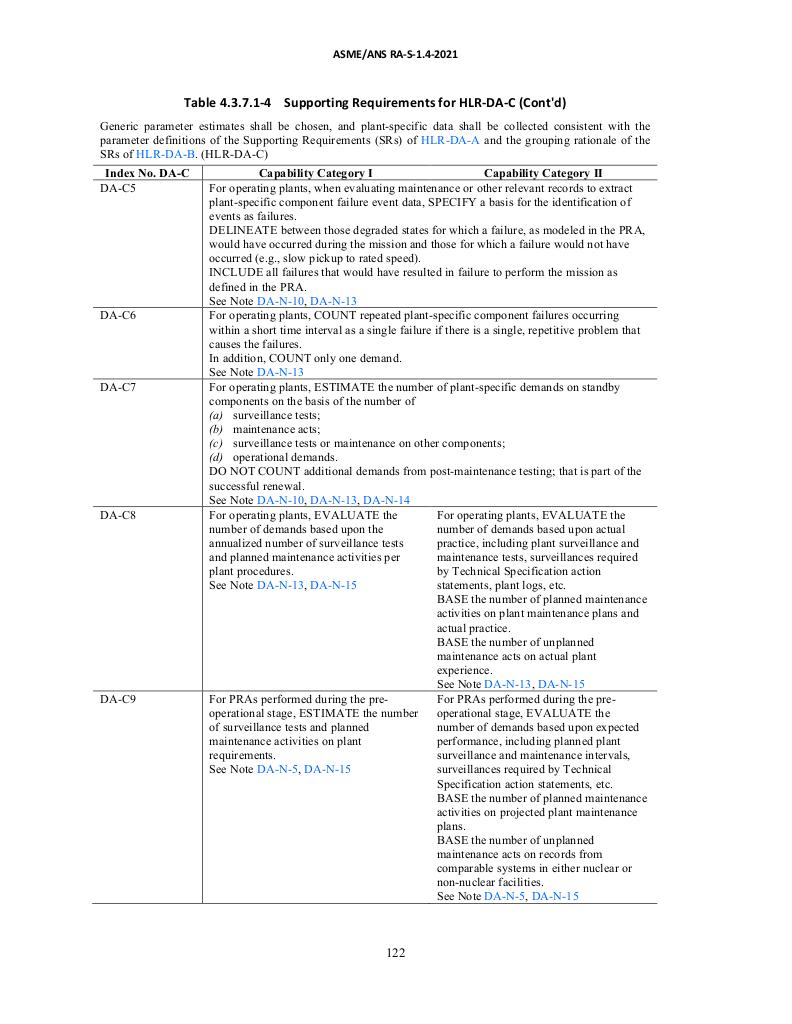 ASME/ANS RA-S-1.4-2021
Table 4.3.7.1-4 Supporting Requirements for HLR-DA-C (Cont'd)
Generic parameter estimates shall be chosen, and plant-specific data shall be collected consistent with the
parameter definitions of the Supporting Requirements (SRs) of HLR-DA-A and the grouping rationale of the
SRs of HLR-DA-B. (HLR-DA-C)
Index No. DA-C Capability Category I Capability Category II
DA-C5
For operating plants, when evaluating maintenance or other relevant records to extract
plant-specific component failure event data, SPECIFY a basis for the identification of
events as failures.
DELINEATE between those degraded states for which a failure, as modeled in the PRA,
would have occurred during the mission and those for which a failure would not have
occurred (e.g., slow pickup to rated speed).
INCLUDE all failures that would have resulted in failure to perform the mission as
defined in the PRA.
See Note DA-N-10, DA-N-13
DA-C6
For operating plants, COUNT repeated plant-specific component failures occurring
within a short time interval as a single failure if there is a single, repetitive problem that
causes the failures.
In addition, COUNT only one demand.
See Note DA-N-13
DA-C7
For operating plants, ESTIMATE the number of plant-specific demands on standby
components on the basis of the number of
(a) surveillance tests;
(b) maintenance acts;
(c) surveillance tests or maintenance on other components;
(d) operational demands.
DO NOT COUNT additional demands from post-maintenance testing; that is part of the
successful renewal.
See Note DA-N-10, DA-N-13, DA-N-14
DA-C8
For operating plants, EVALUATE the
number of demands based upon the
annualized number of surveillance tests
and planned maintenance activities per
plant procedures.
See Note DA-N-13, DA-N-15
For operating plants, EVALUATE the
number of demands based upon actual
practice, including plant surveillance and
maintenance tests, surveillances required
by Technical Specification action
statements, plant logs, etc.
BASE the number of planned maintenance
activities on plant maintenance plans and
actual practice.
BASE the number of unplanned
maintenance acts on actual plant
experience.
See Note DA-N-13, DA-N-15
DA-C9
For PRAs performed during the pre-
operational stage, ESTIMATE the number
of surveillance tests and planned
maintenance activities on plant
requirements.
See Note DA-N-5, DA-N-15
For PRAs performed during the pre-
operational stage, EVALUATE the
number of demands based upon expected
performance, including planned plant
surveillance and maintenance intervals,
surveillances required by Technical
Specification action statements, etc.
BASE the number of planned maintenance
activities on projected plant maintenance
plans.
BASE the number of unplanned
maintenance acts on records from
comparable systems in either nuclear or
non-nuclear facilities.
See Note DA-N-5, DA-N-15
122